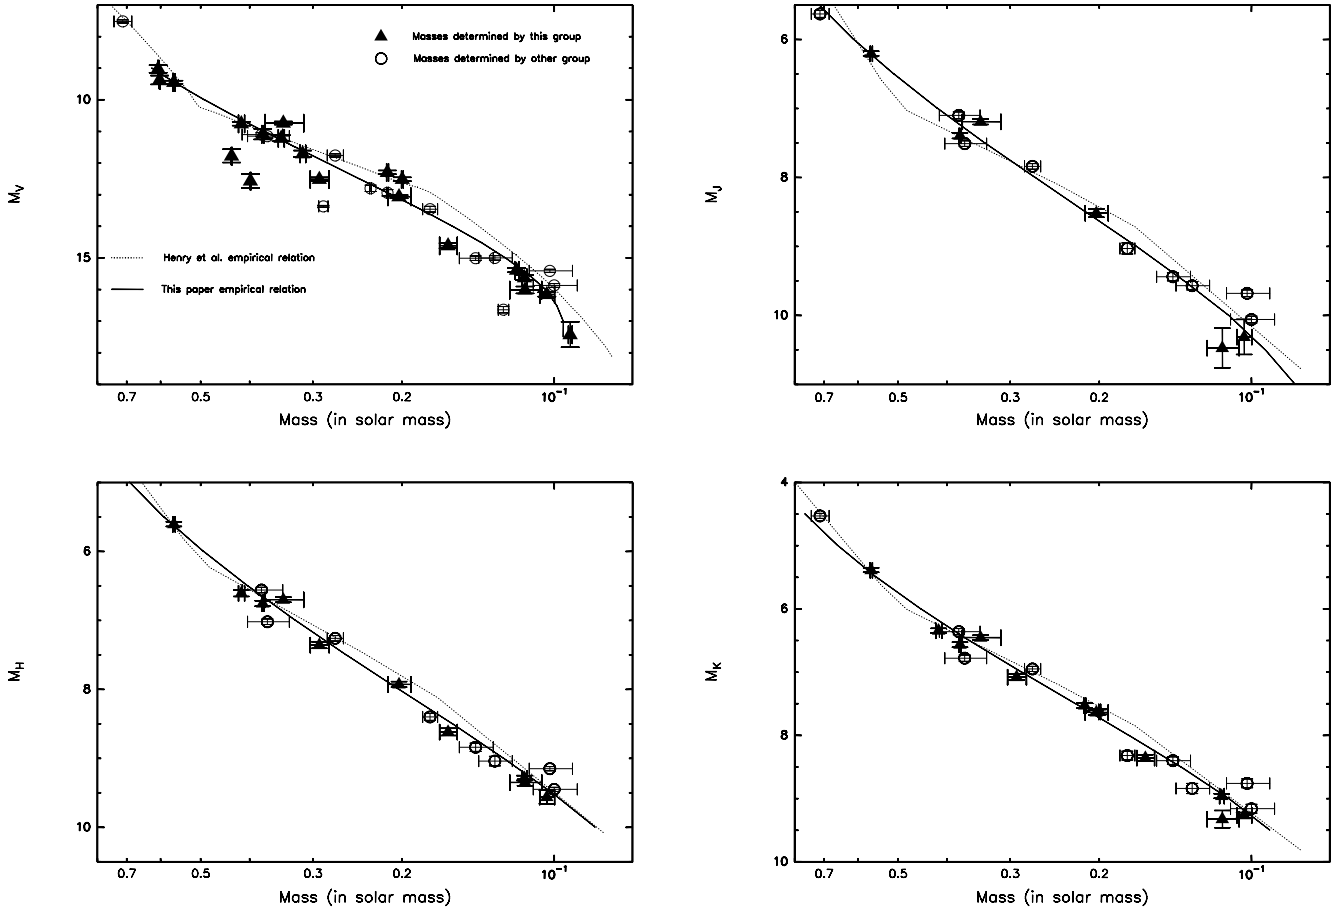 Masses determined by this group
Masses determined by other group
10
15
M_V
Henry et al. empirical relation
This paper empirical relation
0.7 0.5 0.3 0.2 10⁻¹
Mass (in solar mass)
6
8
10
M_J
0.7 0.5 0.3 0.2 10⁻¹
Mass (in solar mass)
6
8
10
M_H
0.7 0.5 0.3 0.2 10⁻¹
Mass (in solar mass)
4
6
8
10
M_K
0.7 0.5 0.3 0.2 10⁻¹
Mass (in solar mass)